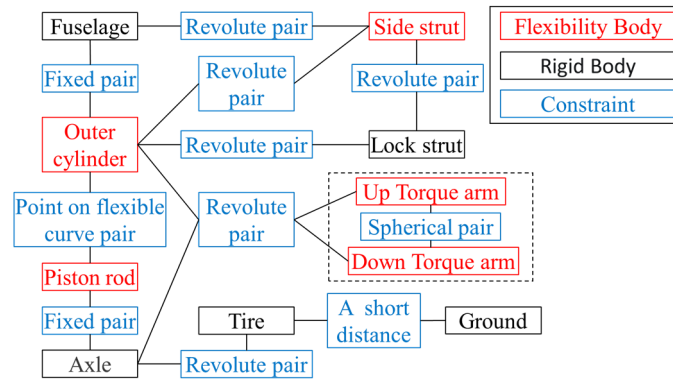 Fuselage
Revolute pair
Side strut
Flexibility Body
Fixed pair
Revolute
pair
Revolute pair
Rigid Body
Constraint
Outer
cylinder
Revolute pair
Lock strut
Point on flexible
curve pair
Revolute
pair
Up Torque arm
Spherical pair
Down Torque arm
Piston rod
Fixed pair
Tire
A short
distance
Ground
Axle
Revolute pair